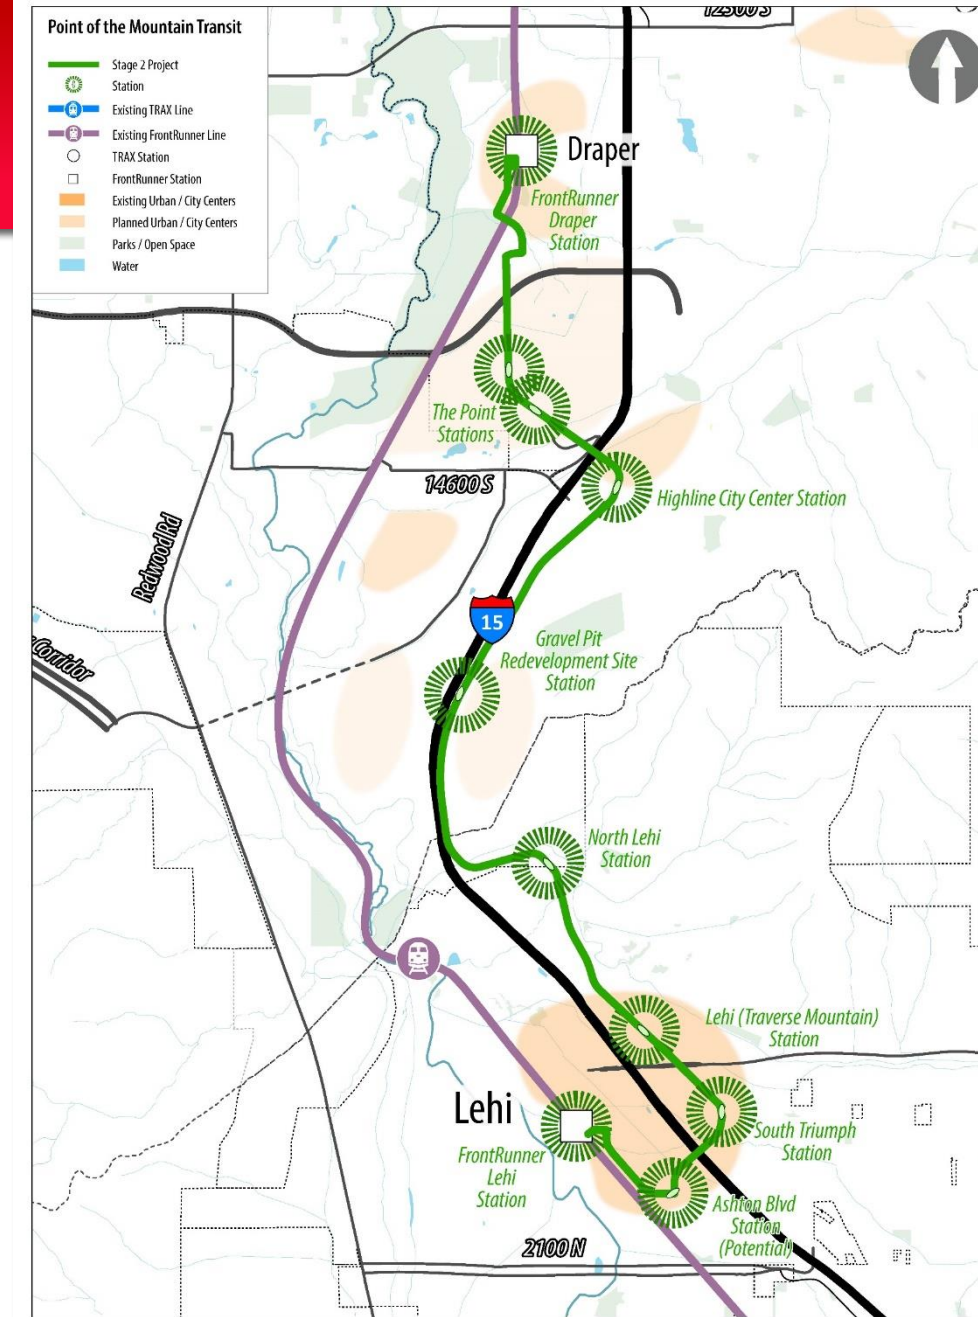 Point of the Mountain Transit
Stage 2 Project
Station
Existing TRAX Line
Existing FrontRunner Line
TRAX Station
FrontRunner Station
Existing Urban / City Centers
Planned Urban / City Centers
Parks / Open Space
Water
12300 S
Draper
FrontRunner
Draper
Station
The Point
Stations
14600 S
Highline City Center Station
Redwood Rd
15
Gravel Pit
Redevelopment Site
Station
Corridor
North Lehi
Station
Lehi (Traverse Mountain)
Station
Lehi
South Triumph
Station
FrontRunner
Lehi
Station
Ashton Blvd
Station
(Potential)
2100 N